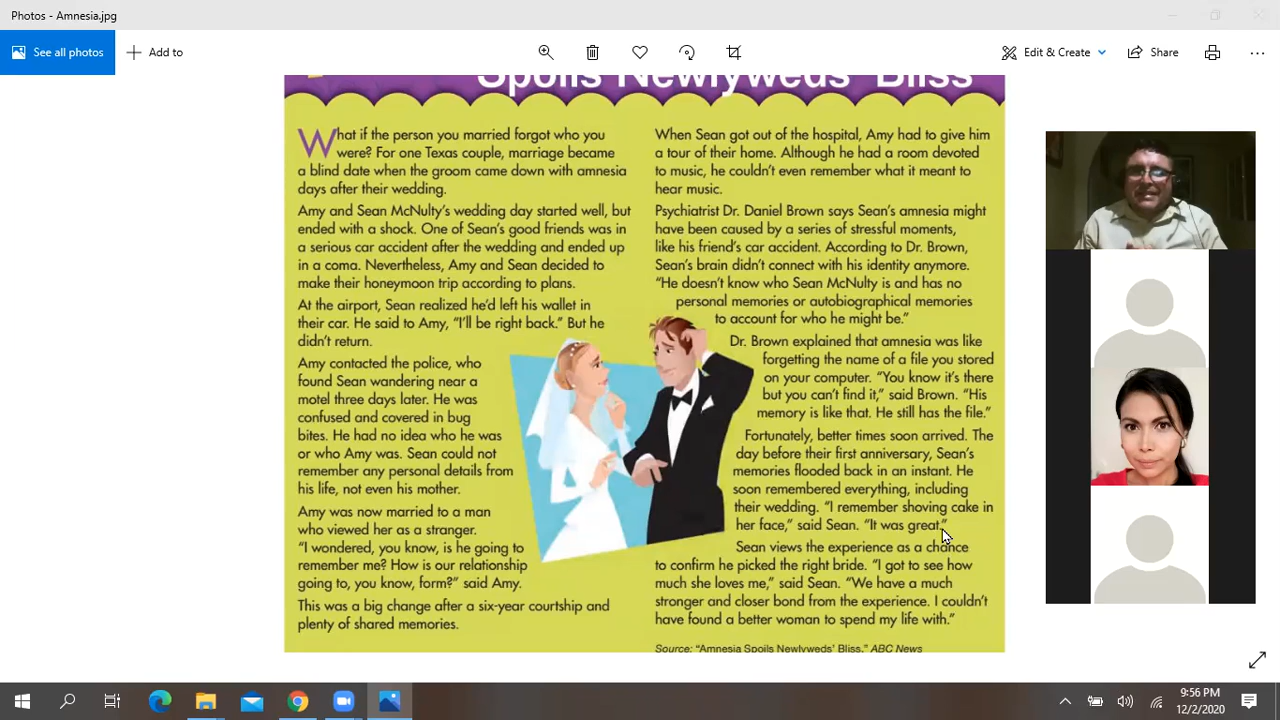 Photos - Amnesia.jpg
See all photos
Add to
Edit & Create
Share
Spoils Newlyweds' Bliss
What if the person you married forgot who you
were? For one Texas couple, marriage became
a blind date when the groom came down with amnesia
days after their wedding.
Amy and Sean McNulty's wedding day started well, but
ended with a shock. One of Sean's good friends was in
a serious car accident after the wedding and ended up
in a coma. Nevertheless, Amy and Sean decided to
make their honeymoon trip according to plans.
At the airport, Sean realized he'd left his wallet in
their car. He said to Amy, "I'll be right back." But he
didn't return.
Amy contacted the police, who
found Sean wandering near a
motel three days later. He was
confused and covered in bug
bites. He had no idea who he was
or who Amy was. Sean could not
remember any personal details from
his life, not even his mother.
Amy was now married to a man
who viewed her as a stranger.
"I wondered, you know, is he going to
remember me? How is our relationship
going to, you know, form?" said Amy.
This was a big change after a six-year courtship and
plenty of shared memories.
When Sean got out of the hospital, Amy had to give him
a tour of their home. Although he had a room devoted
to music, he couldn't even remember what it meant to
hear music.
Psychiatrist Dr. Daniel Brown says Sean's amnesia might
have been caused by a series of stressful moments,
like his friend's car accident. According to Dr. Brown,
Sean's brain didn't connect with his identity anymore.
"He doesn't know who Sean McNulty is and has no
personal memories or autobiographical memories
to account for who he might be."
Dr. Brown explained that amnesia was like
forgetting the name of a file you stored
on your computer. "You know it's there
but you can't find it," said Brown. "His
memory is like that. He still has the file."
Fortunately, better times soon arrived. The
day before their first anniversary, Sean's
memories flooded back in an instant. He
soon remembered everything, including
their wedding. "I remember shoving cake in
her face," said Sean. "It was great."
Sean views the experience as a chance
to confirm he picked the right bride. "I got to see how
much she loves me," said Sean. "We have a much
stronger and closer bond from the experience. I couldn't
have found a better woman to spend my life with."
Source: "Amnesia Spoils Newlyweds' Bliss," ABC News
9:56 PM
12/2/2020